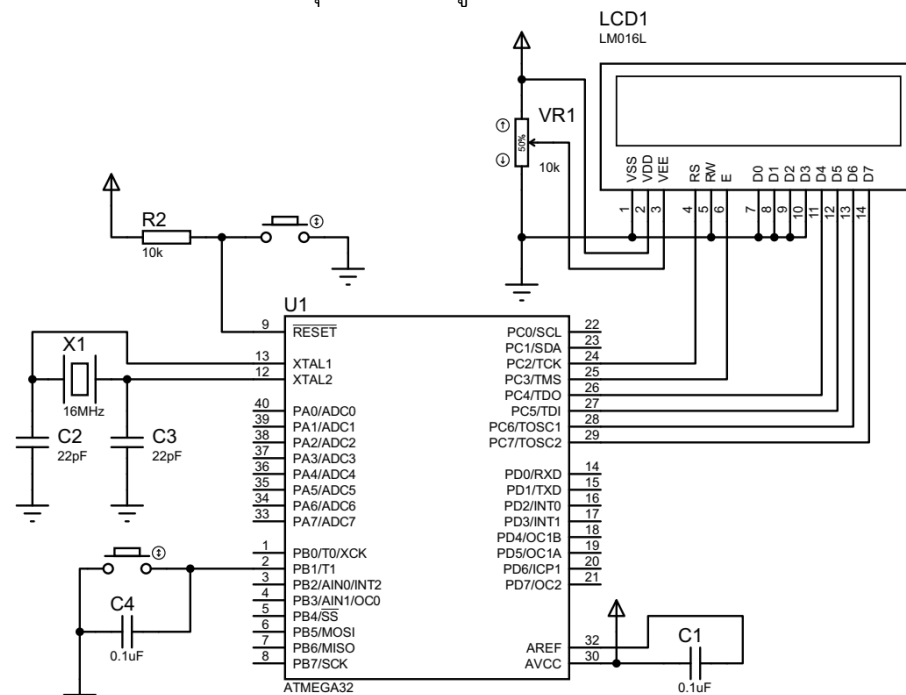 LCD1
LM016L
VR1
50%
10k
VSS
VDD
VEE
RS
RW
E
D0
D1
D2
D3
D4
D5
D6
D7
1
2
3
4
5
6
7
8
9
10
11
12
13
14
R2
10k
U1
9 RESET
13 XTAL1
12 XTAL2
X1
16MHz
C2
22pF
C3
22pF
40 PA0/ADC0
39 PA1/ADC1
38 PA2/ADC2
37 PA3/ADC3
36 PA4/ADC4
35 PA5/ADC5
34 PA6/ADC6
33 PA7/ADC7
1 PB0/T0/XCK
2 PB1/T1
3 PB2/AIN0/INT2
4 PB3/AIN1/OC0
5 PB4/SS
6 PB5/MOSI
7 PB6/MISO
8 PB7/SCK
PC0/SCL 22
PC1/SDA 23
PC2/TCK 24
PC3/TMS 25
PC4/TDO 26
PC5/TDI 27
PC6/TOSC1 28
PC7/TOSC2 29
PD0/RXD 14
PD1/TXD 15
PD2/INT0 16
PD3/INT1 17
PD4/OC1B 18
PD5/OC1A 19
PD6/ICP1 20
PD7/OC2 21
AREF 32
AVCC 30
ATMEGA32
C4
0.1uF
C1
0.1uF